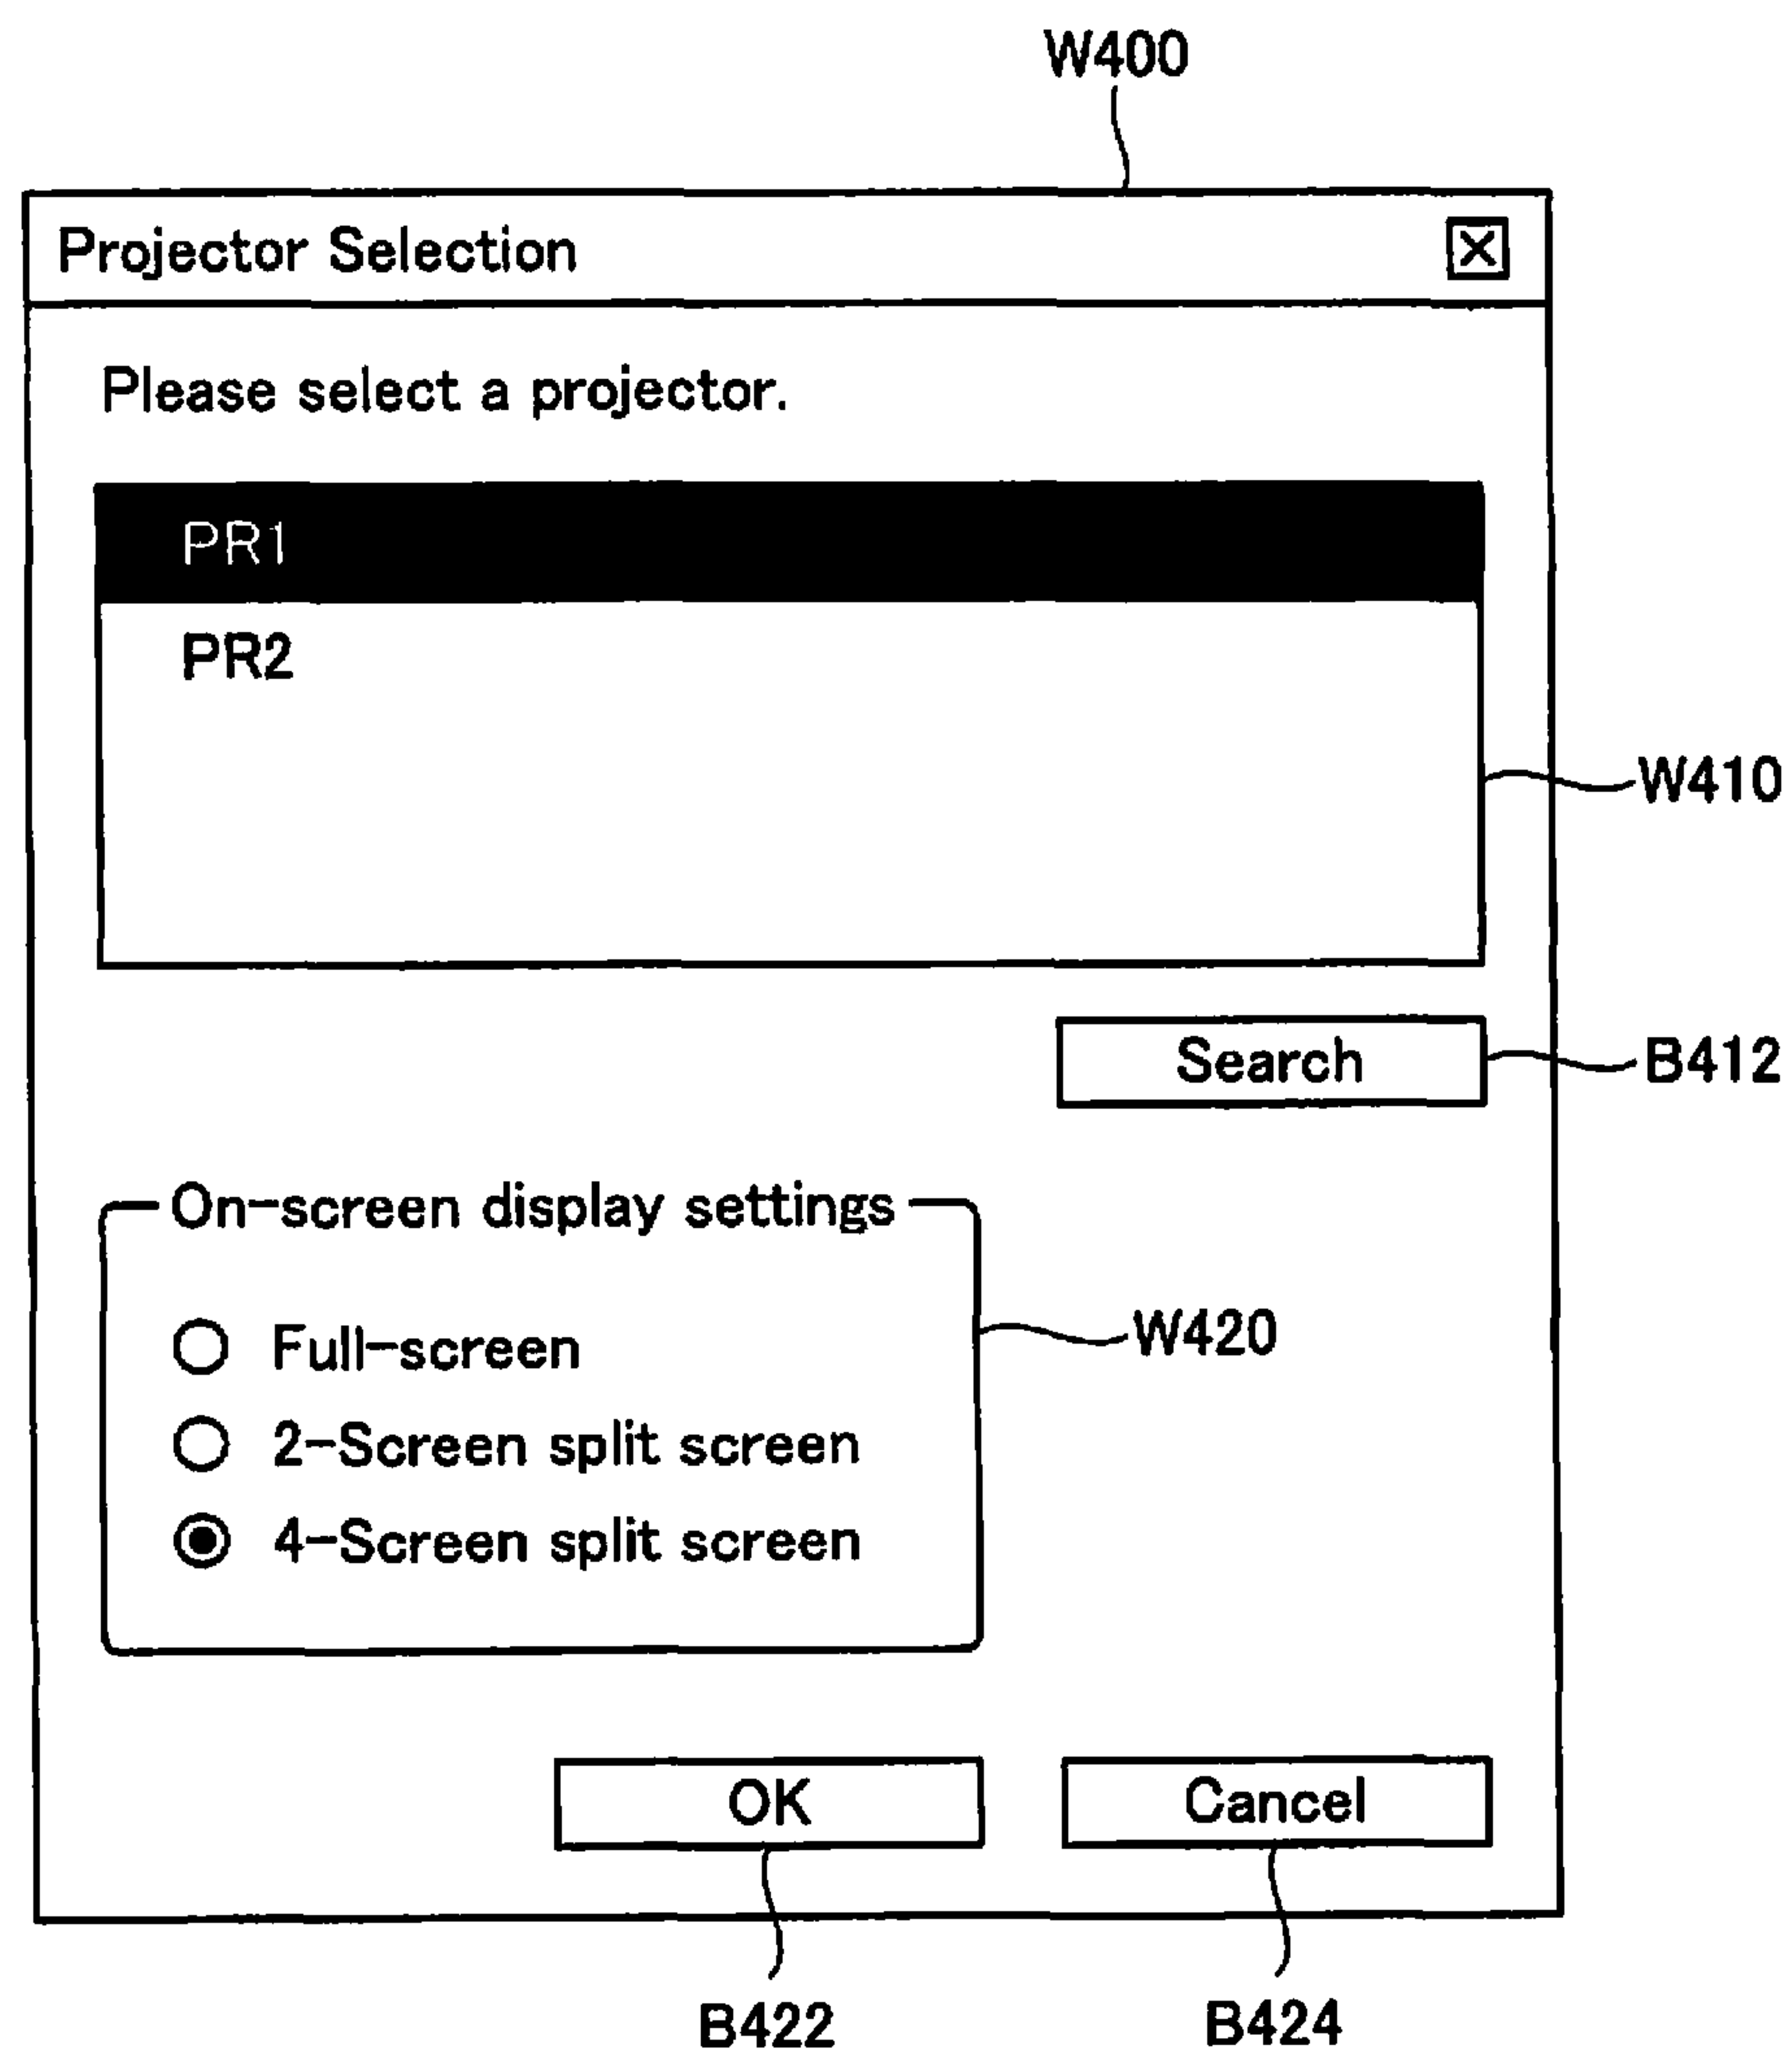 W400
Projector Selection
Please select a projector.
PR1
PR2
W410
Search
B412
On-screen display settings
Full-screen
W420
2-Screen split screen
4-Screen split screen
OK
Cancel
B422
B424